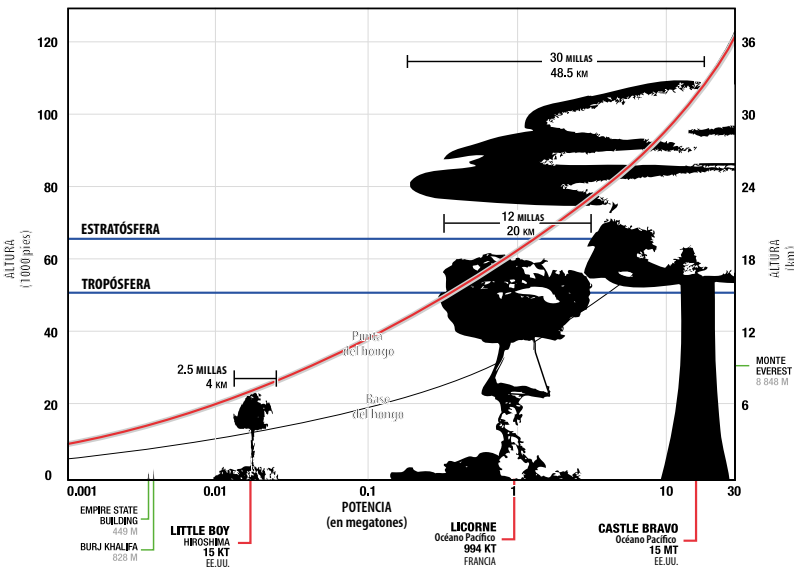 120
100
80
60
40
20
0
ALTURA
(1000 pies)
36
30
24
18
12
6
ALTURA
(km)
30 MILLAS
48.5 KM
12 MILLAS
20 KM
ESTRATÓSFERA
TROPÓSFERA
2.5 MILLAS
4 KM
Punta
del hongo
Base
del hongo
MONTE
EVEREST
8 848 M
0.001
0.01
0.1
1
10
30
POTENCIA
(en megatones)
EMPIRE STATE
BUILDING
449 M
BURJ KHALIFA
828 M
LITTLE BOY
HIROSHIMA
15 KT
EE.UU.
LICORNE
Océano Pacífico
994 KT
FRANCIA
CASTLE BRAVO
Océano Pacífico
15 MT
EE.UU.